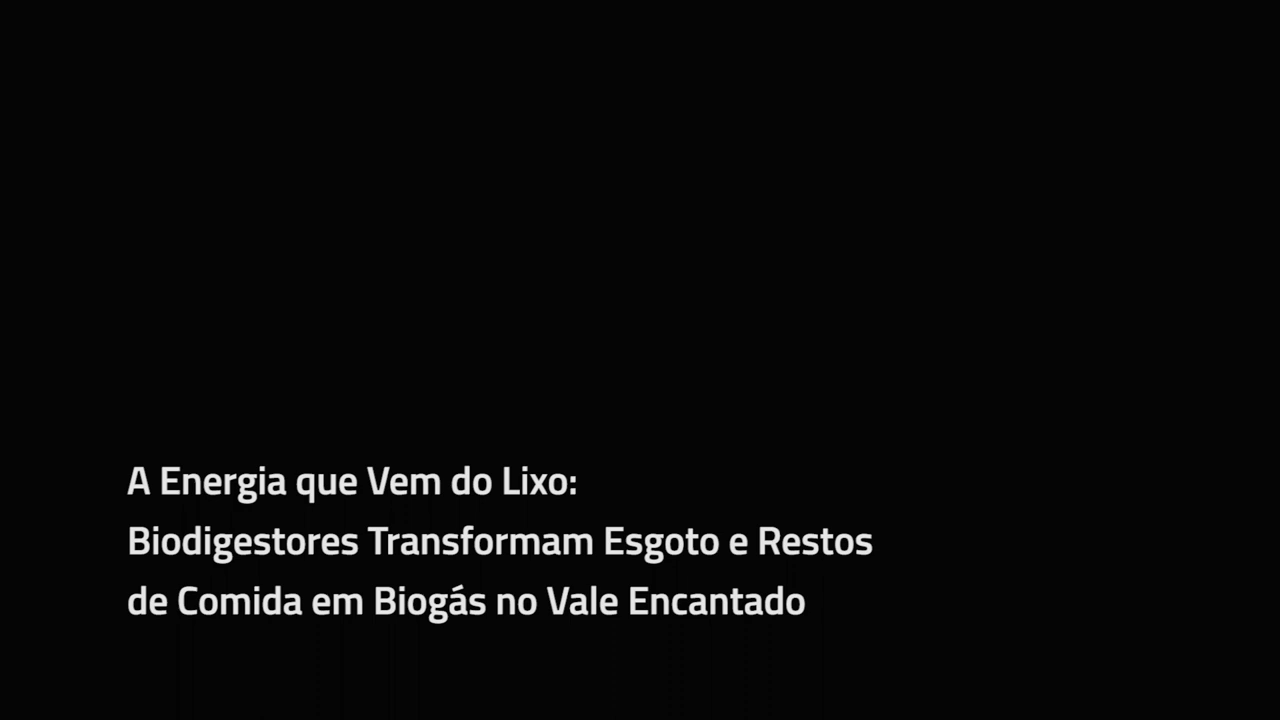 A Energia que Vem do Lixo:
Biodigestores Transformam Esgoto e Restos
de Comida em Biogás no Vale Encantado